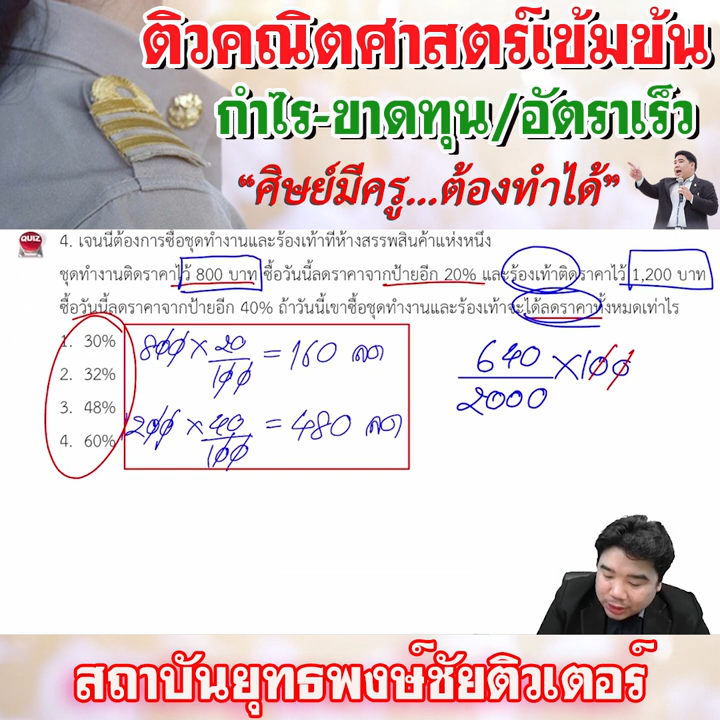 ติวคณิตศาสตร์เข้มข้น
กำไร-ขาดทุน/อัตราเร็ว
“ศิษย์มีครู...ต้องทำได้”
QUIZ
4. เจนนี่ต้องการซื้อชุดทำงานและร้องเท้าที่ห้างสรรพสินค้าแห่งหนึ่ง
ชุดทำงานติดราคาไว้ 800 บาท ซื้อวันนี้ลดราคาจากป้ายอีก 20% และร้องเท้าติดราคาไว้ 1,200 บาท
ซื้อวันนี้ลดราคาจากป้ายอีก 40% ถ้าวันนี้เขาซื้อชุดทำงานและร้องเท้าจะได้ลดราคาทั้งหมดเท่าไร
1. 30%
2. 32%
3. 48%
4. 60%
800 × 20/100 = 160 ลด
1200 × 40/100 = 480 ลด
640/2000 × 100
สถาบันยุทธพงษ์ชัยติวเตอร์